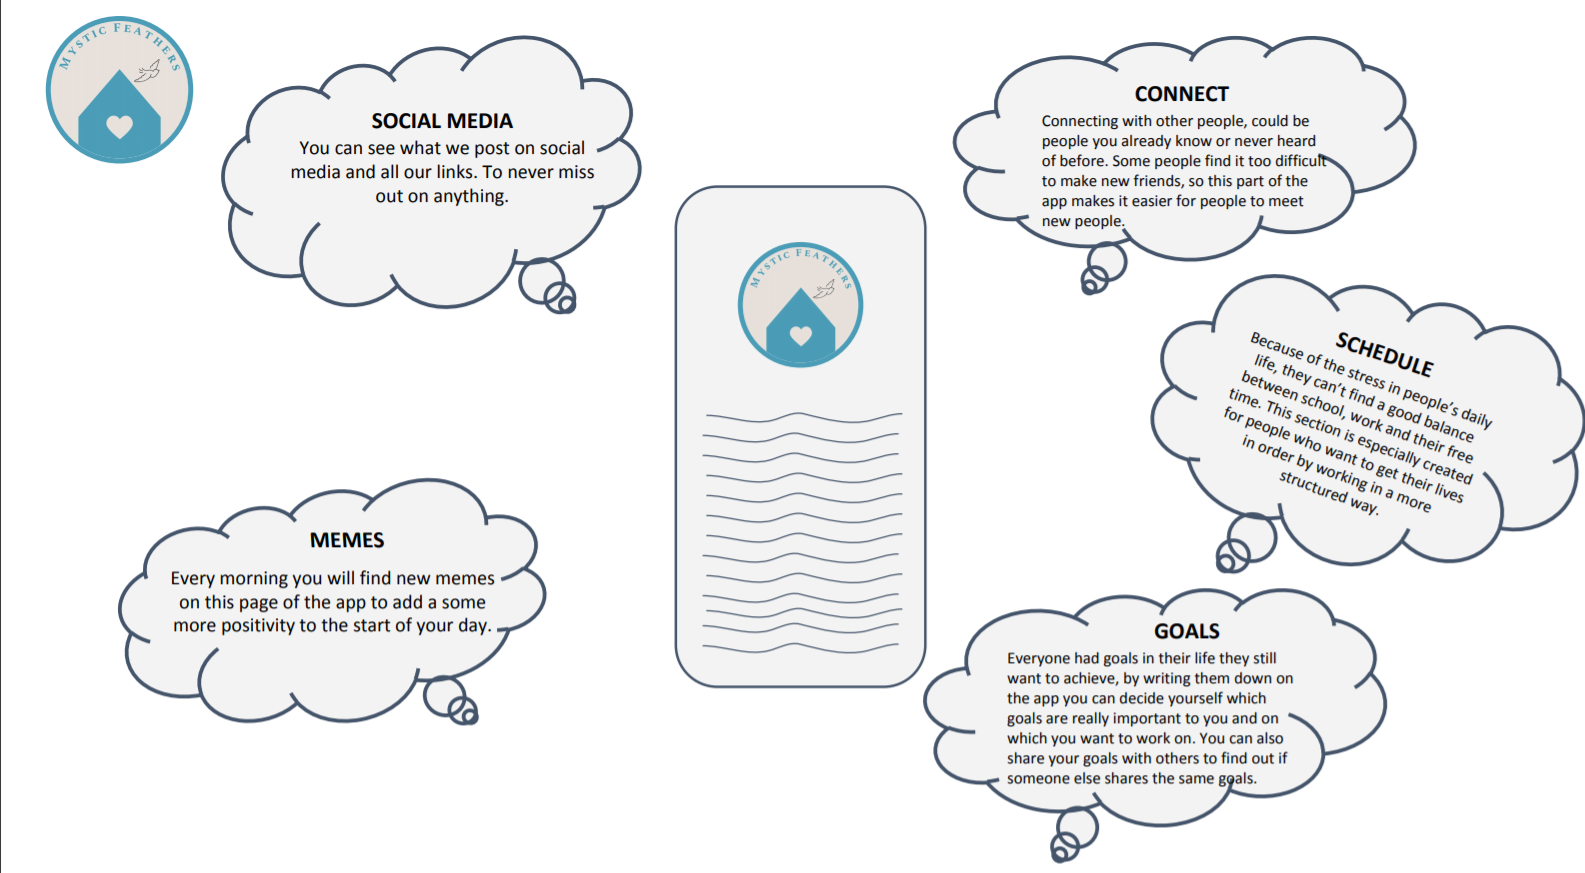 MYSTIC FEATHERS
SOCIAL MEDIA
You can see what we post on social
media and all our links. To never miss
out on anything.
MEMES
Every morning you will find new memes
on this page of the app to add a some
more positivity to the start of your day.
MYSTIC FEATHERS
CONNECT
Connecting with other people, could be
people you already know or never heard
of before. Some people find it too difficult
to make new friends, so this part of the
app makes it easier for people to meet
new people.
SCHEDULE
Because of the stress in people's daily
life, they can't find a good balance
between school, work and their free
time. This section is especially created
for people who want to get their lives
in order by working in a more
structured way.
GOALS
Everyone had goals in their life they still
want to achieve, by writing them down on
the app you can decide yourself which
goals are really important to you and on
which you want to work on. You can also
share your goals with others to find out if
someone else shares the same goals.